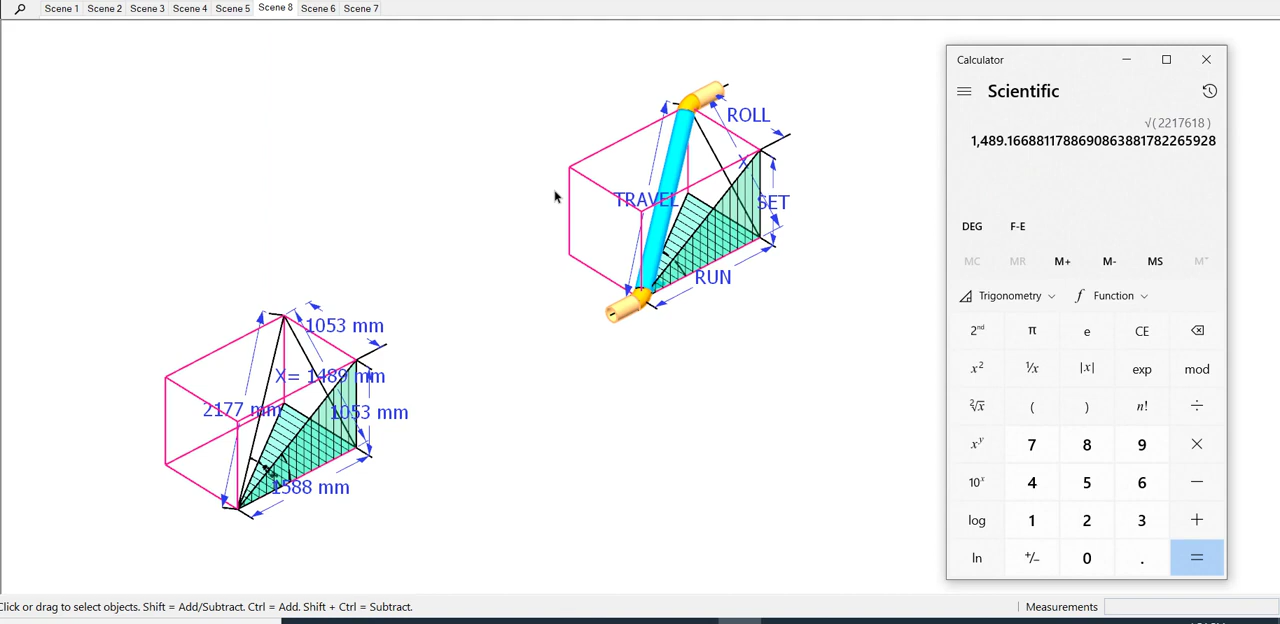 Scene 1 Scene 2 Scene 3 Scene 4 Scene 5 Scene 8 Scene 6 Scene 7
ROLL
X
TRAVEL
SET
RUN
1053 mm
X= 1489 mm
2177 mm
1053 mm
1588 mm
Calculator
Scientific
√(2217618)
1,489.1668811788690863881782265928
DEG F-E
MC MR M+ M- MS
Trigonometry Function
2nd π e CE
x² ¹/x |x| exp mod
²√x ( ) n! ÷
xʸ 7 8 9 ×
10ˣ 4 5 6 −
log 1 2 3 +
ln +/− 0 . =
Click or drag to select objects. Shift = Add/Subtract. Ctrl = Add. Shift + Ctrl = Subtract.
Measurements